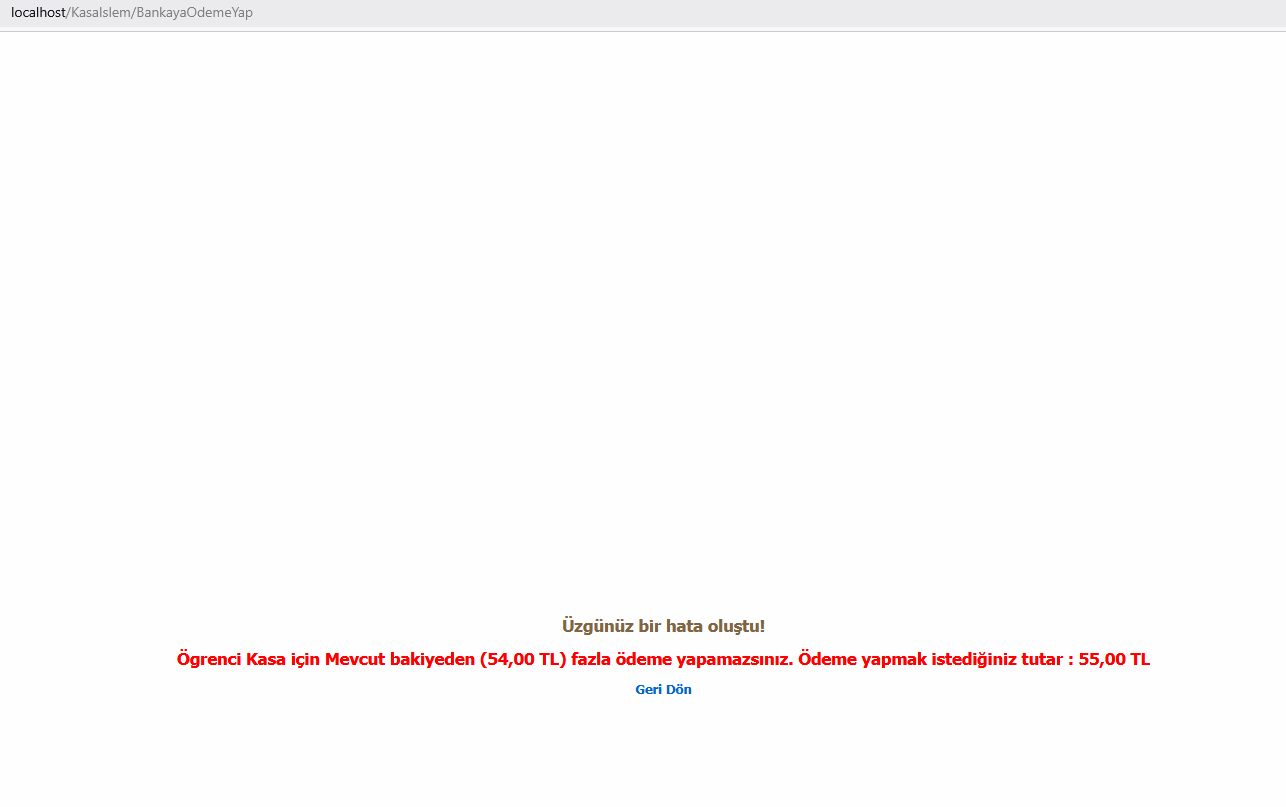 localhost/KasaIslem/BankayaOdemeYap
Üzgünüz bir hata oluştu!
Ögrenci Kasa için Mevcut bakiyeden (54,00 TL) fazla ödeme yapamazsınız. Ödeme yapmak istediğiniz tutar : 55,00 TL
Geri Dön